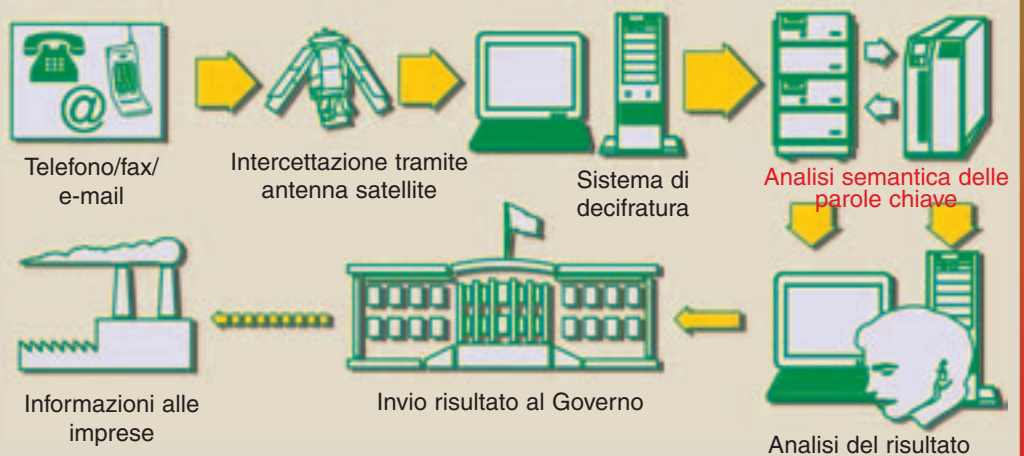 @
Telefono/fax/
e-mail
Intercettazione tramite
antenna satellite
Sistema di
decifratura
Analisi semantica delle
parole chiave
Informazioni alle
imprese
Invio risultato al Governo
Analisi del risultato